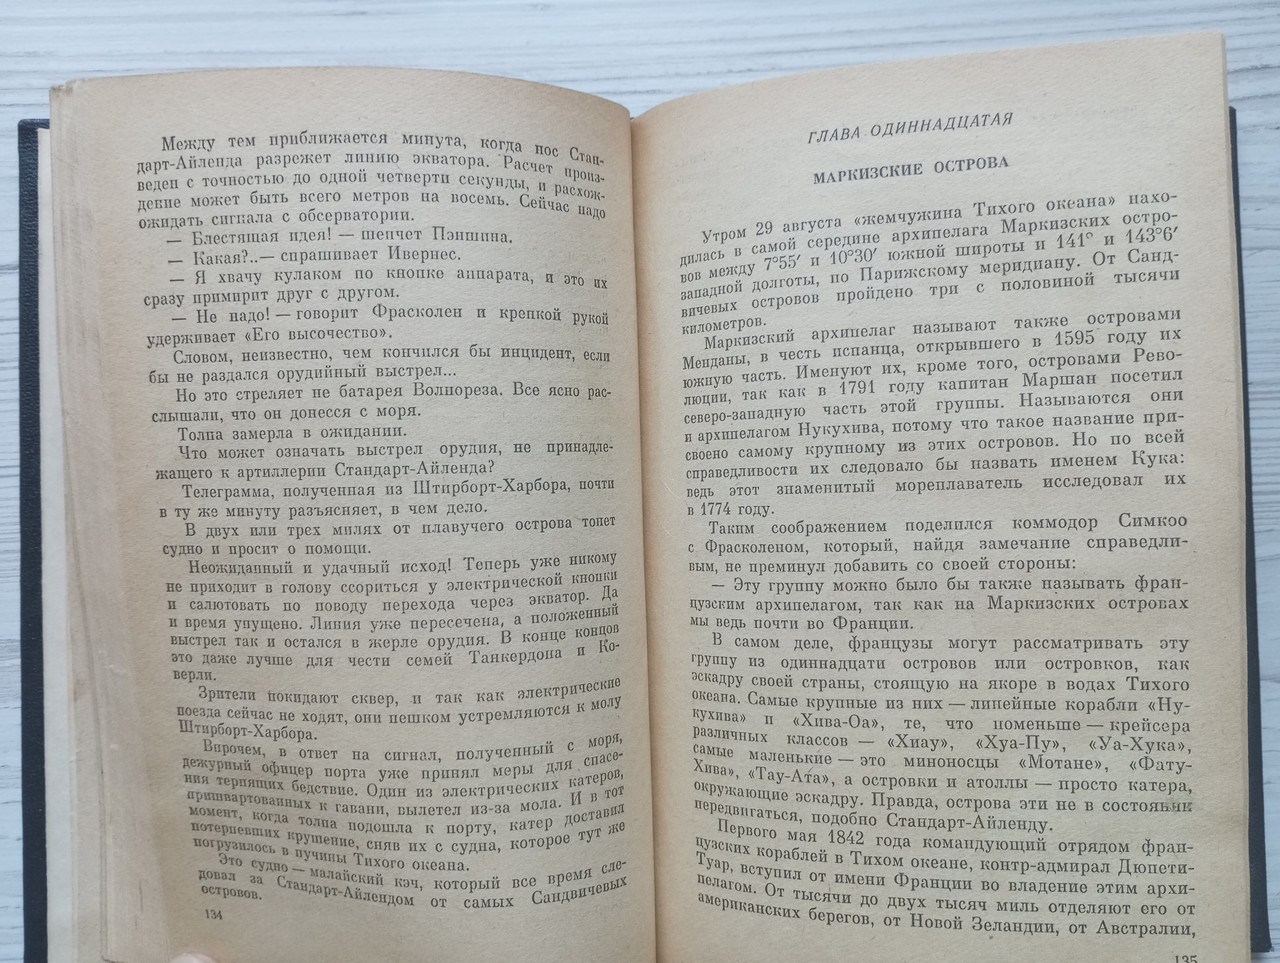 Между тем приближается минута, когда нос Стан-
дарт-Айленда разрежет линию экватора. Расчет произ-
веден с точностью до одной четверти секунды, и расхож-
дение может быть всего метров на восемь. Сейчас надо
ожидать сигнала с обсерватории.
— Блестящая идея! — шепчет Пэншина.
— Какая?..— спрашивает Ивернес.
— Я хвачу кулаком по кнопке аппарата, и это их
сразу примирит друг с другом.
— Не надо! — говорит Фрасколен и крепкой рукой
удерживает «Его высочество».
Словом, неизвестно, чем кончился бы инцидент, если
бы не раздался орудийный выстрел...
Но это стреляет не батарея Волнореза. Все ясно рас-
слышали, что он донесся с моря.
Толпа замерла в ожидании.
Что может означать выстрел орудия, не принадле-
жащего к артиллерии Стандарт-Айленда?
Телеграмма, полученная из Штирборт-Харбора, почти
в ту же минуту разъясняет, в чем дело.
В двух или трех милях от плавучего острова тонет
судно и просит о помощи.
Неожиданный и удачный исход! Теперь уже никому
не приходит в голову ссориться у электрической кнопки
и салютовать по поводу перехода через экватор. Да
и время упущено. Линия уже пересечена, а положенный
выстрел так и остался в жерле орудия. В конце концов
это даже лучше для чести семей Танкердона и Ко-
верли.
Зрители покидают сквер, и так как электрические
поезда сейчас не ходят, они пешком устремляются к молу
Штирборт-Харбора.
Впрочем, в ответ на сигнал, полученный с моря,
дежурный офицер порта уже принял меры для спасе-
ния терпящих бедствие. Один из электрических катеров,
пришвартованных к гавани, вылетел из-за мола. И в тот
момент, когда толпа подошла к порту, катер доставил
потерпевших крушение, сняв их с судна, которое тут же
погрузилось в пучины Тихого океана.
Это судно — малайский кэч, который все время сле-
довал за Стандарт-Айлендом от самых Сандвичевых
островов.
134
ГЛАВА ОДИННАДЦАТАЯ
МАРКИЗСКИЕ ОСТРОВА
Утром 29 августа «жемчужина Тихого океана» нахо-
дилась в самой середине архипелага Маркизских остро-
вов между 7°55′ и 10°30′ южной широты и 141° и 143°6′
западной долготы, по Парижскому меридиану. От Санд-
вичевых островов пройдено три с половиной тысячи
километров.
Маркизский архипелаг называют также островами
Менданы, в честь испанца, открывшего в 1595 году их
южную часть. Именуют их, кроме того, островами Рево-
люции, так как в 1791 году капитан Маршан посетил
северо-западную часть этой группы. Называются они
и архипелагом Нукухива, потому что такое название при-
своено самому крупному из этих островов. Но по всей
справедливости их следовало бы назвать именем Кука:
ведь этот знаменитый мореплаватель исследовал их
в 1774 году.
Таким соображением поделился коммодор Симкоо
с Фрасколеном, который, найдя замечание справедли-
вым, не преминул добавить со своей стороны:
— Эту группу можно было бы также называть фран-
цузским архипелагом, так как на Маркизских островах
мы ведь почти во Франции.
В самом деле, французы могут рассматривать эту
группу из одиннадцати островов или островков, как
эскадру своей страны, стоящую на якоре в водах Тихого
океана. Самые крупные из них — линейные корабли «Ну-
кухива» и «Хива-Оа», те, что поменьше — крейсера
различных классов — «Хиау», «Хуа-Пу», «Уа-Хука»,
самые маленькие — это миноносцы «Мотане», «Фату-
Хива», «Тау-Ата», а островки и атоллы — просто катера,
окружающие эскадру. Правда, острова эти не в состоянии
передвигаться, подобно Стандарт-Айленду.
Первого мая 1842 года командующий отрядом фран-
цузских кораблей в Тихом океане, контр-адмирал Дюпети-
Туар, вступил от имени Франции во владение этим архи-
пелагом. От тысячи до двух тысяч миль отделяют его от
американских берегов, от Новой Зеландии, от Австралии,
135